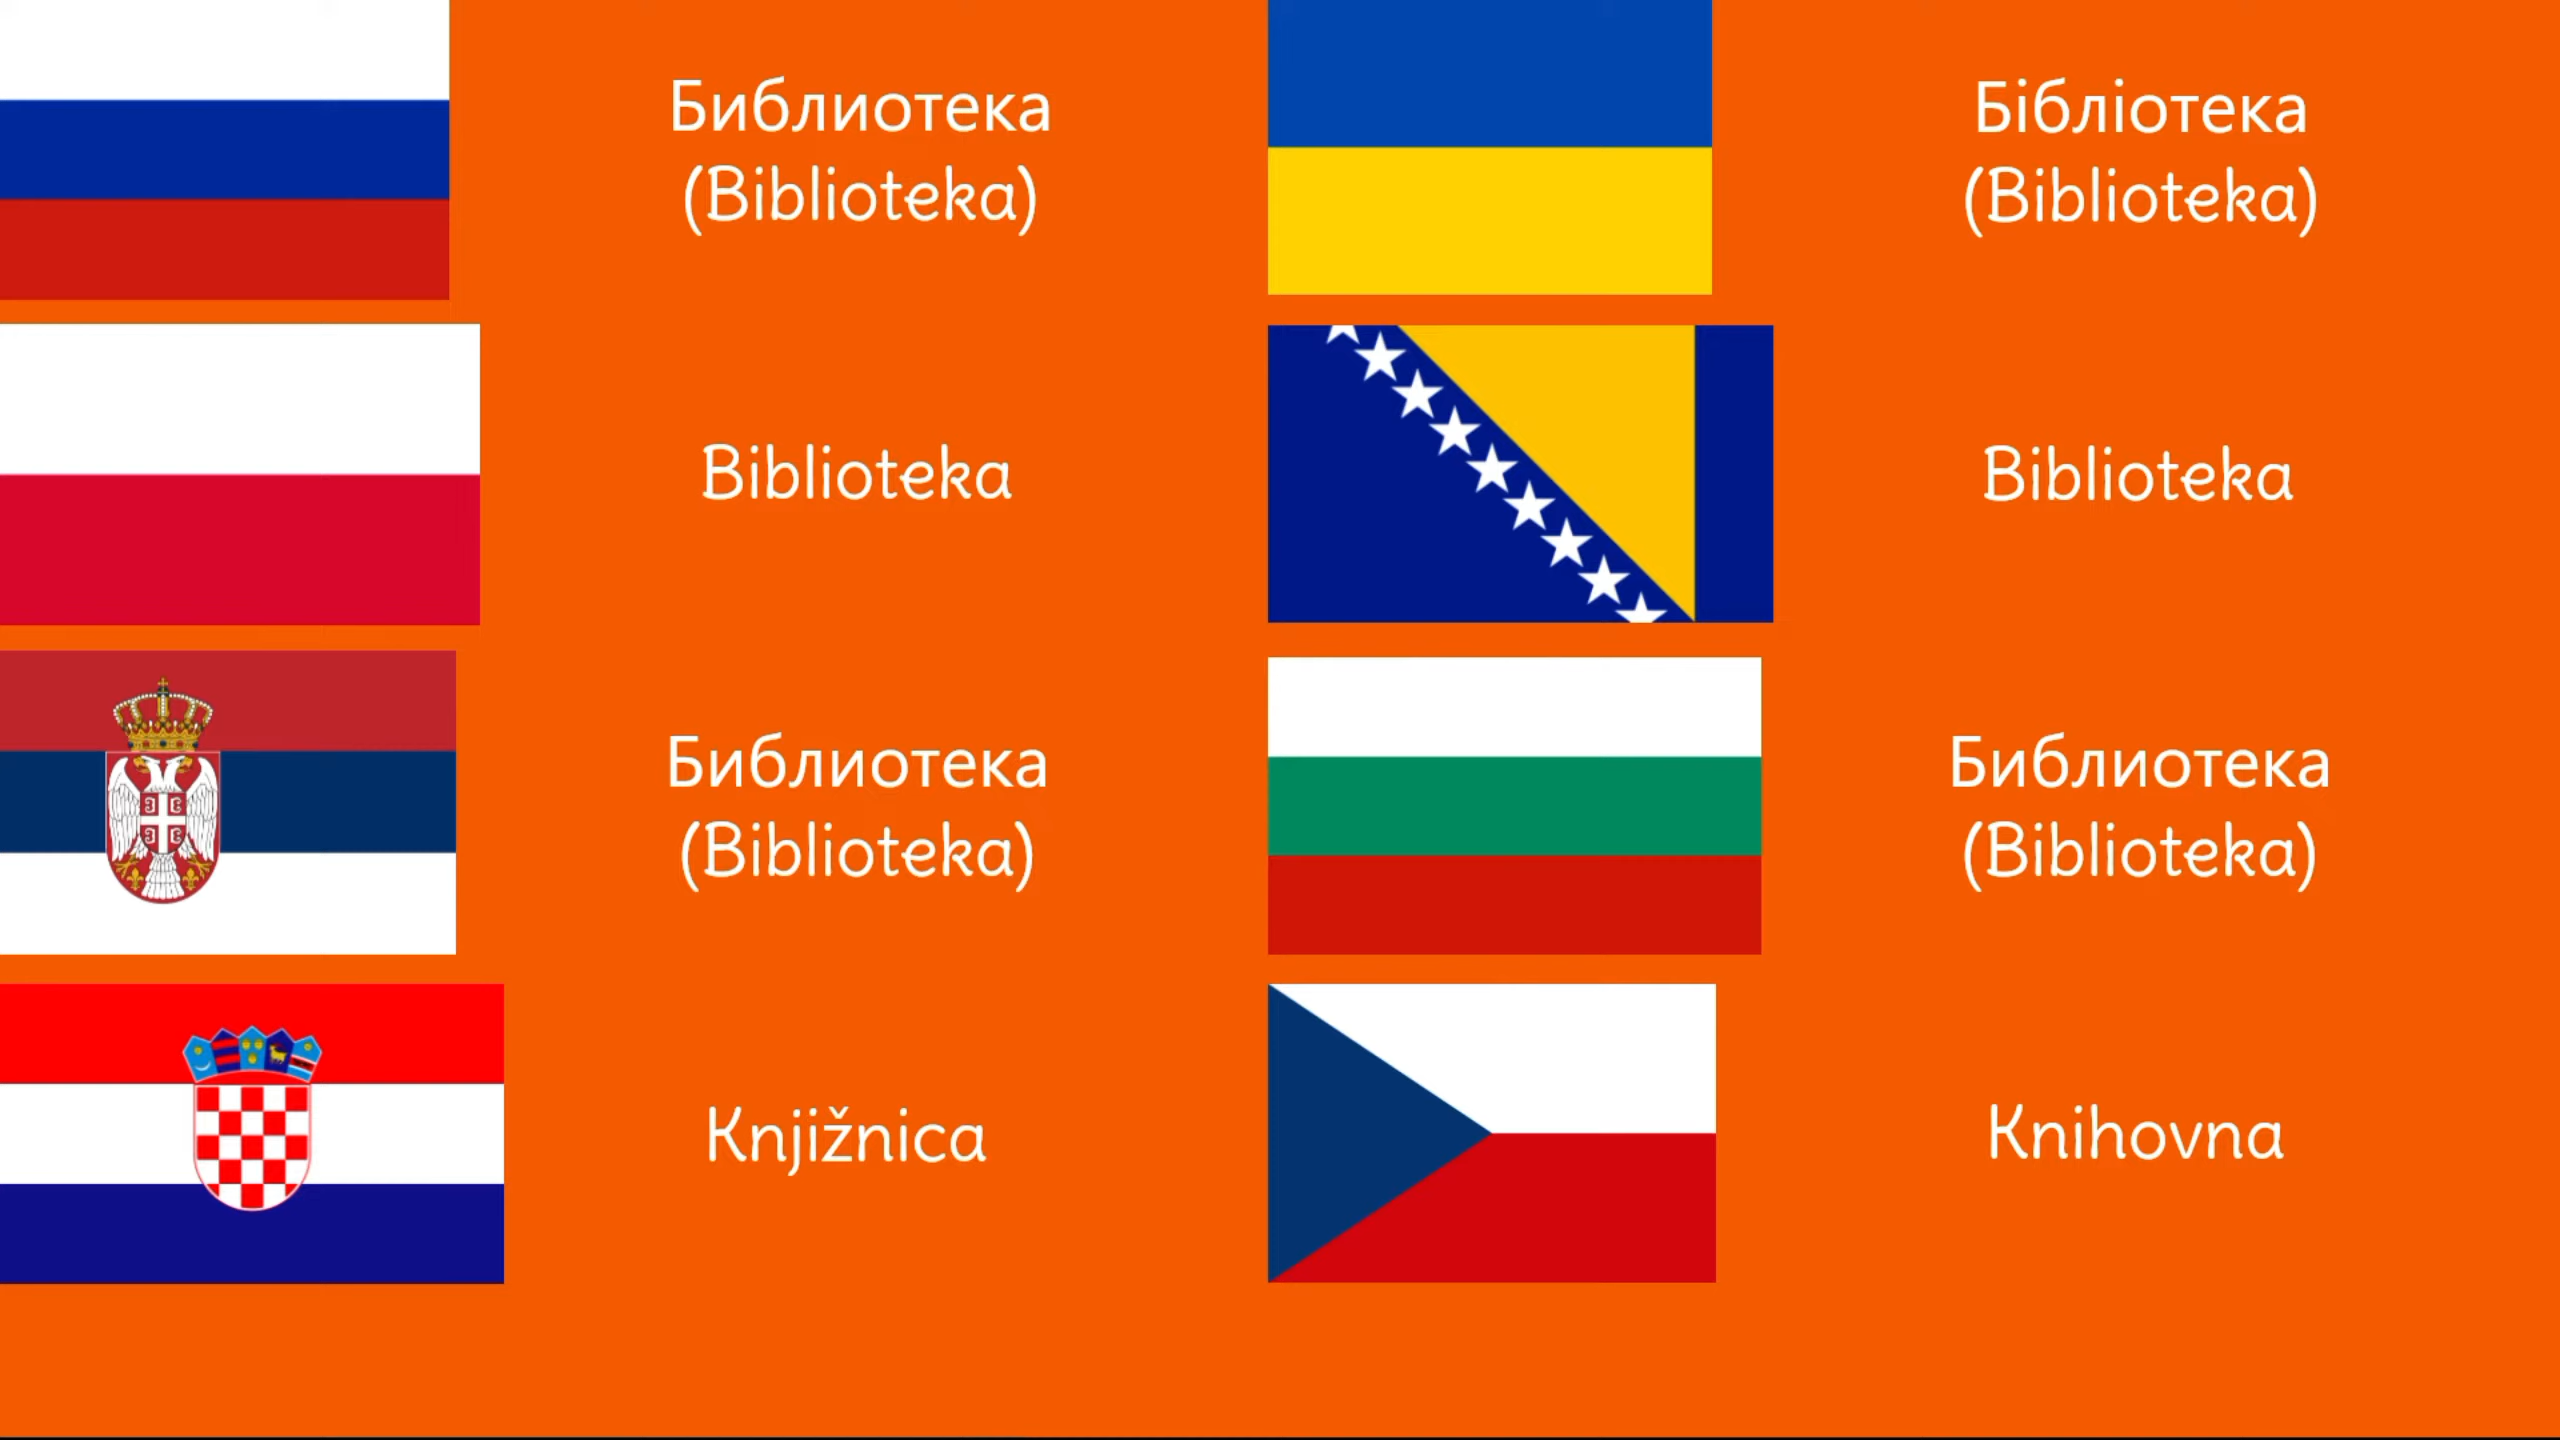 Библиотека
(Biblioteka)
Бібліотека
(Biblioteka)
Biblioteka
Biblioteka
Библиотека
(Biblioteka)
Библиотека
(Biblioteka)
Knjižnica
Knihovna